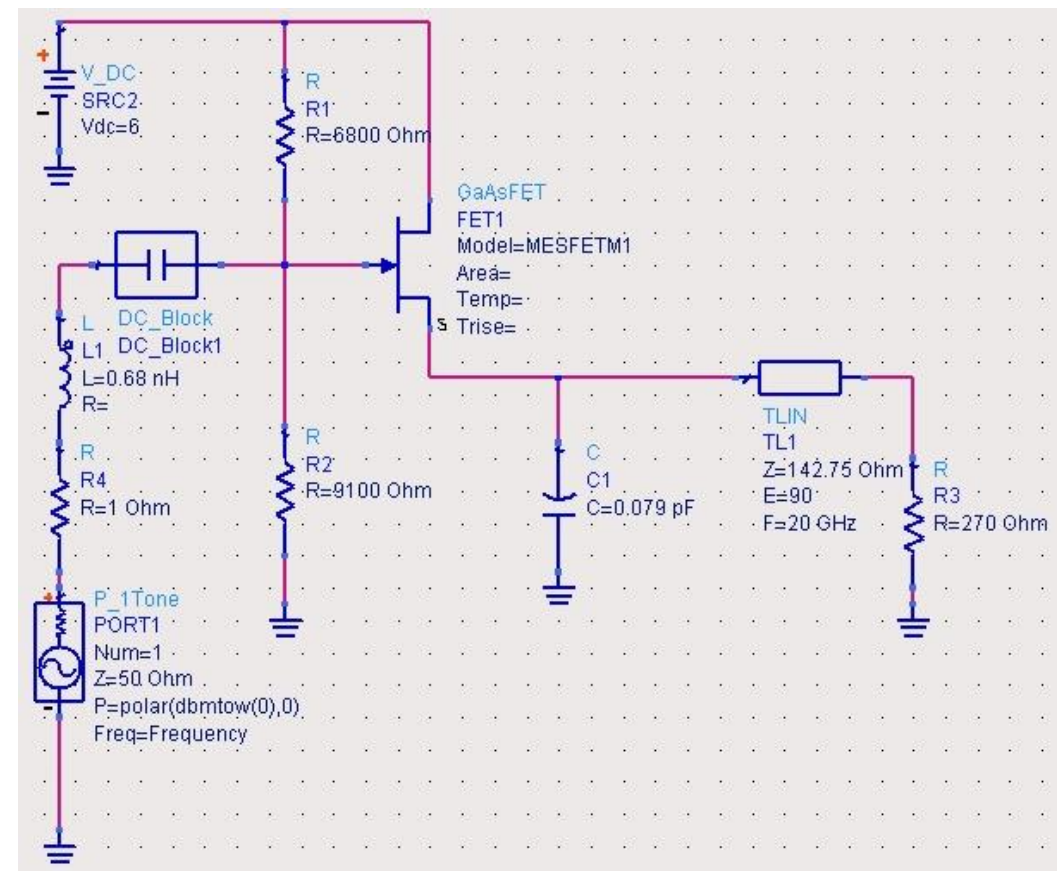 +
V_DC
SRC2
Vdc=6
-
R
R1
R=6800 Ohm
GaAsFET
FET1
Model=MESFETM1
Area=
Temp=
Trise=
S
DC_Block
DC_Block1
L
L1
L=0.68 nH
R=
R
R4
R=1 Ohm
R
R2
R=9100 Ohm
C
C1
C=0.079 pF
TLIN
TL1
Z=142.75 Ohm
E=90
F=20 GHz
R
R3
R=270 Ohm
+
P_1Tone
PORT1
Num=1
Z=50 Ohm
P=polar(dbmtow(0),0)
Freq=Frequency
-